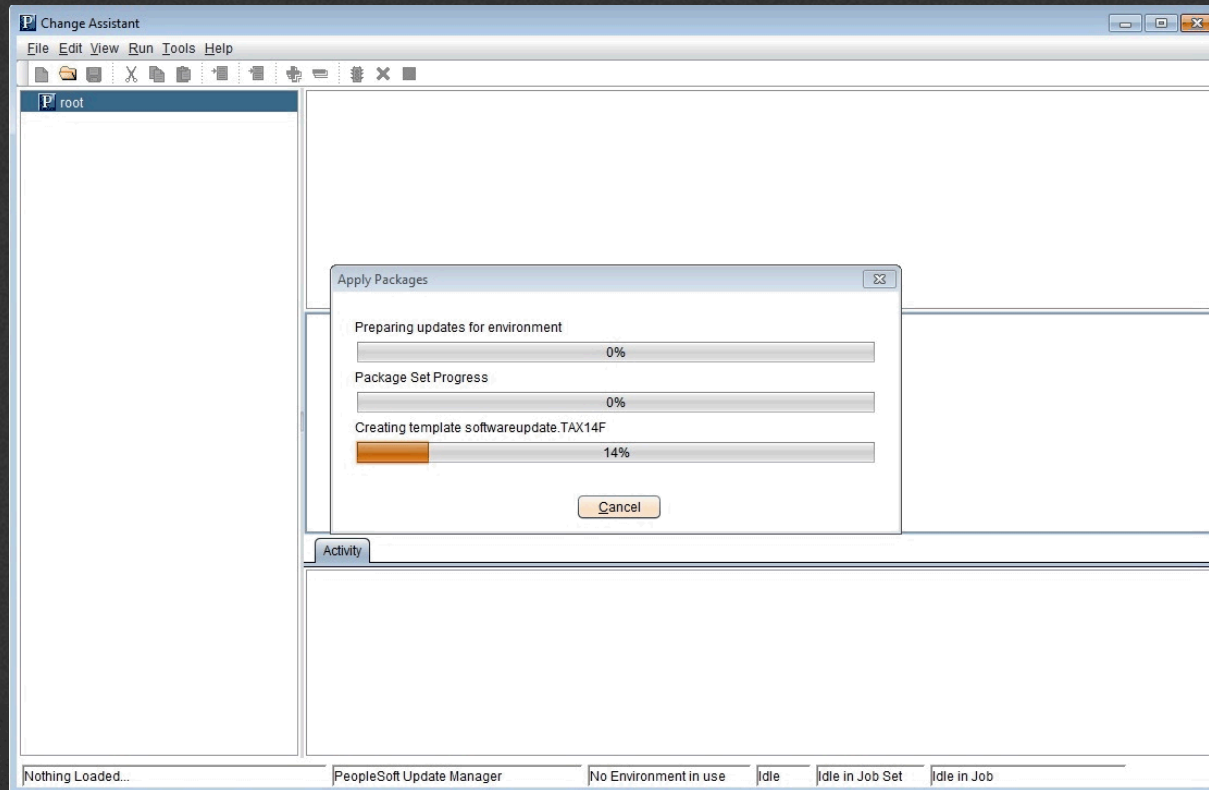 Change Assistant
File Edit View Run Tools Help
root
Apply Packages
Preparing updates for environment
0%
Package Set Progress
0%
Creating template softwareupdate.TAX14F
14%
Cancel
Activity
Nothing Loaded... PeopleSoft Update Manager No Environment in use Idle Idle in Job Set Idle in Job